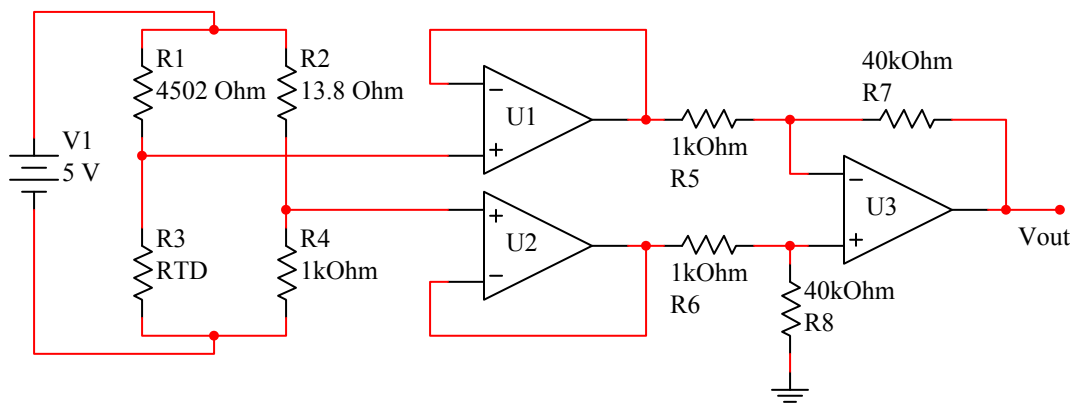 V1
5 V
R1
4502 Ohm
R2
13.8 Ohm
R3
RTD
R4
1kOhm
−
U1
+
+
U2
−
1kOhm
R5
1kOhm
R6
40kOhm
R7
−
U3
+
40kOhm
R8
Vout